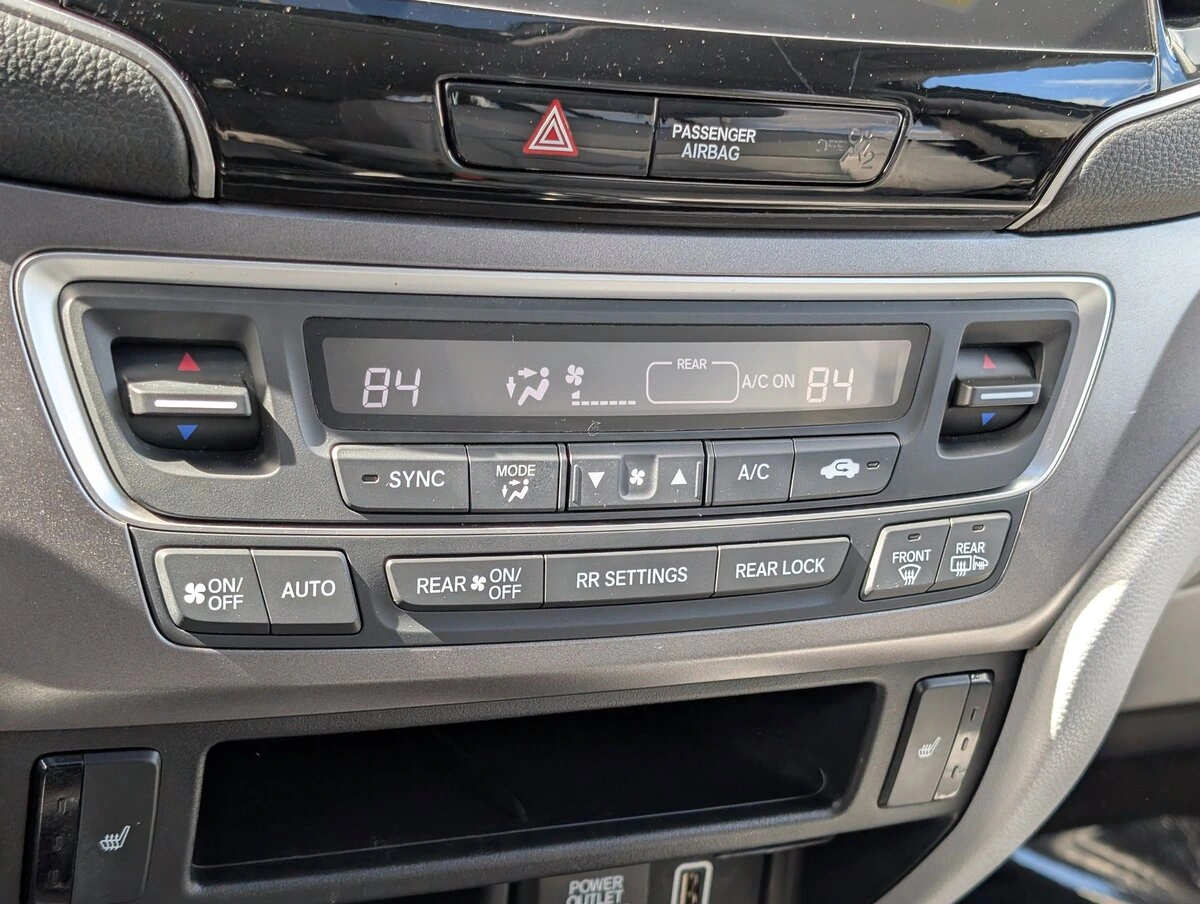 PASSENGER
AIRBAG
OFF
2
84
REAR
A/C ON
84
SYNC
MODE
A/C
ON/
OFF
AUTO
REAR ON/
OFF
RR SETTINGS
REAR LOCK
FRONT
REAR
POWER
OUTLET